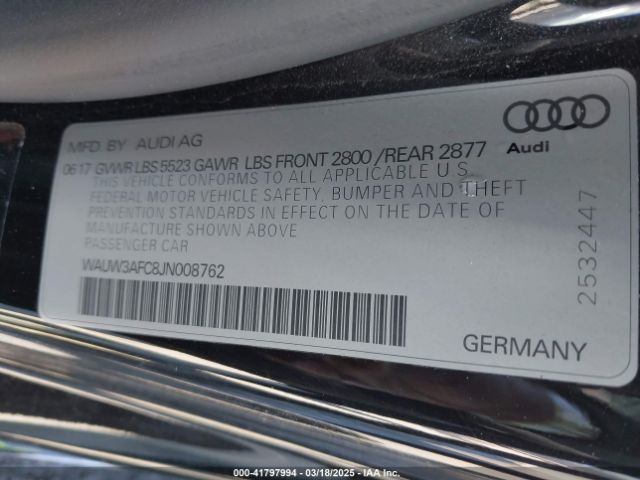 MFD. BY AUDI AG
Audi
06 17 GVWR LBS 5523 GAWR LBS FRONT 2800 / REAR 2877
THIS VEHICLE CONFORMS TO ALL APPLICABLE U.S.
FEDERAL MOTOR VEHICLE SAFETY, BUMPER AND THEFT
PREVENTION STANDARDS IN EFFECT ON THE DATE OF
MANUFACTURE SHOWN ABOVE
PASSENGER CAR
WAUW3AFC8JN008762
2532447
GERMANY
000-41797994 | 03/18/2025 - IAA Inc.